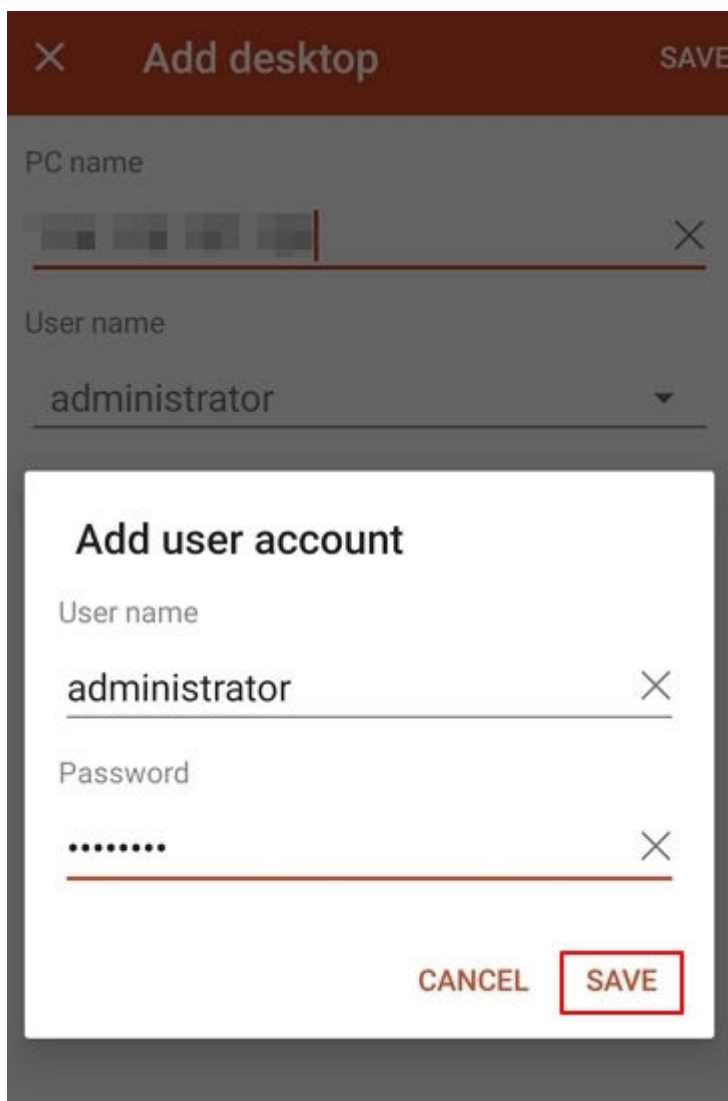 Add desktop SAVE
PC name
User name
administrator
Add user account
User name
administrator
Password
••••••••
CANCEL SAVE